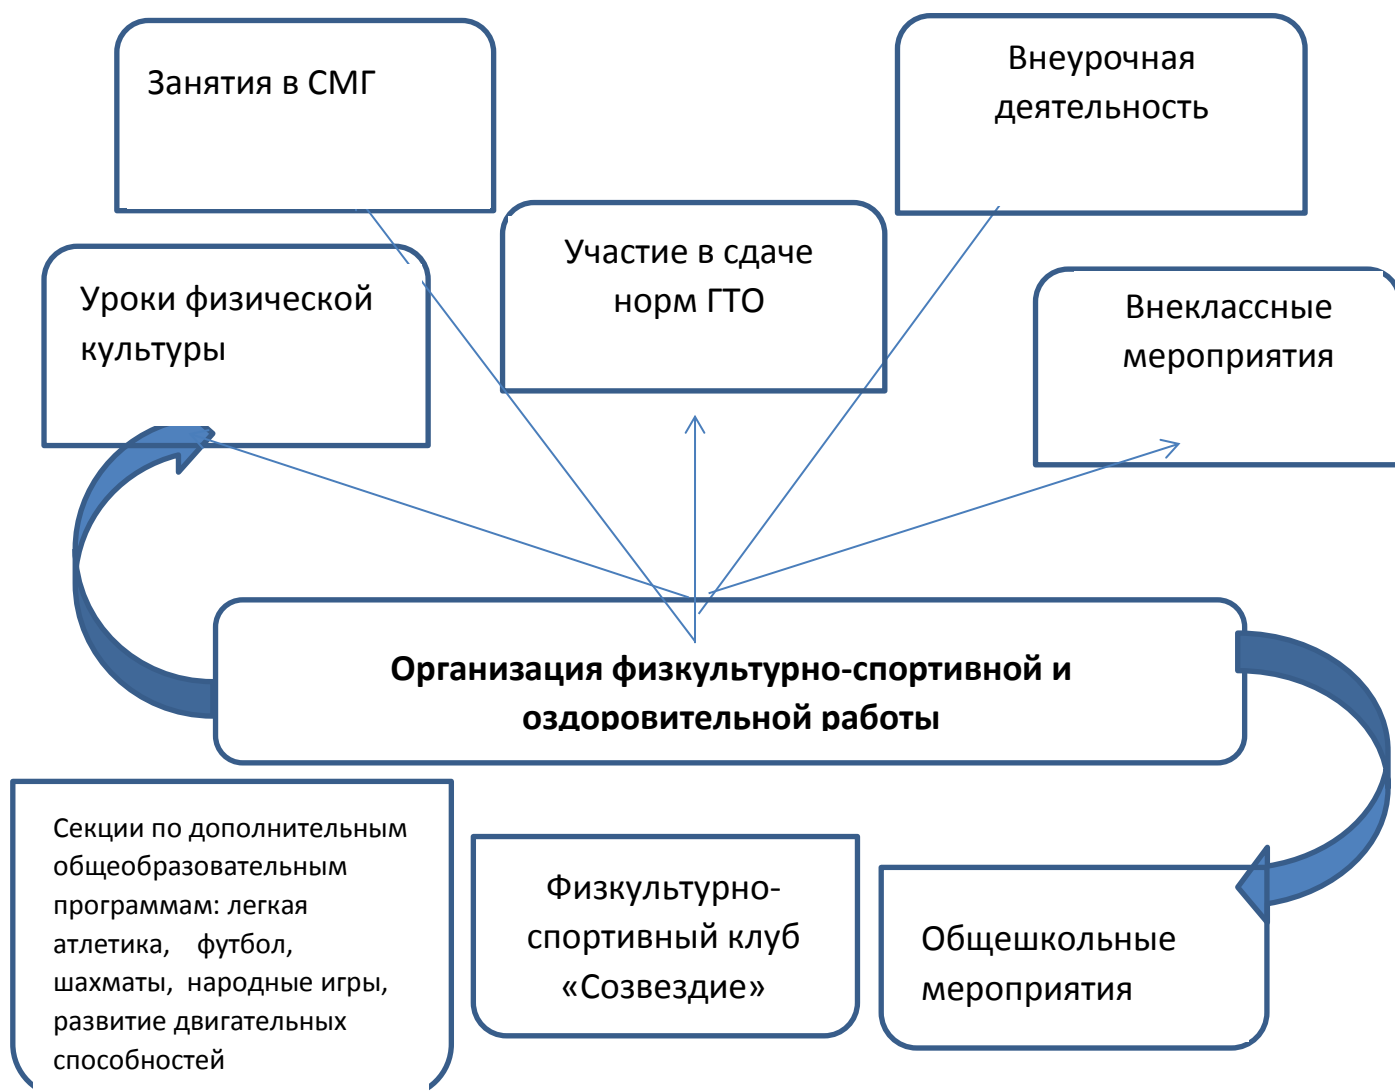 Занятия в СМГ
Внеурочная
деятельность
Участие в сдаче
норм ГТО
Уроки физической
культуры
Внеклассные
мероприятия
Организация физкультурно-спортивной и
оздоровительной работы
Секции по дополнительным
общеобразовательным
программам: легкая
атлетика, футбол,
шахматы, народные игры,
развитие двигательных
способностей
Физкультурно-
спортивный клуб
«Созвездие»
Общешкольные
мероприятия